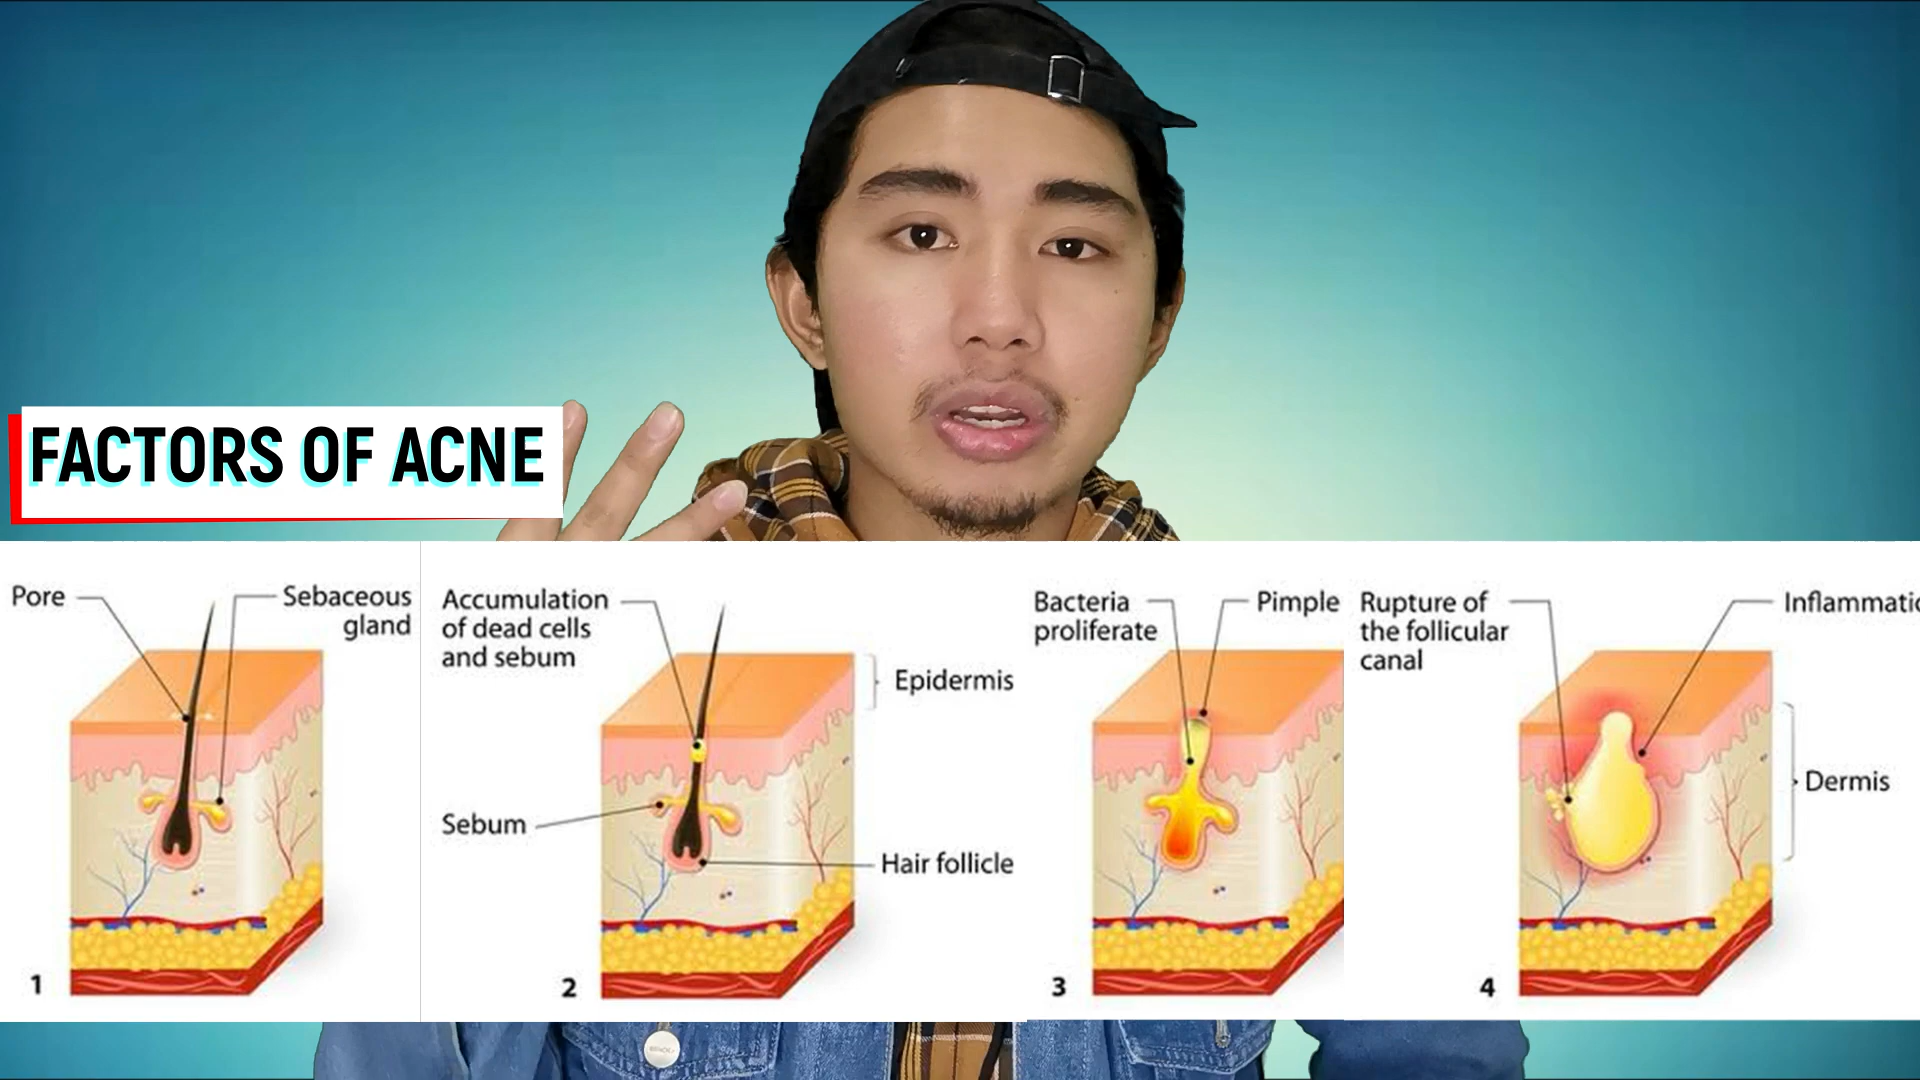 FACTORS OF ACNE
Pore
Sebaceous
gland
1
Accumulation
of dead cells
and sebum
Epidermis
Sebum
Hair follicle
2
Bacteria
proliferate
Pimple
3
Rupture of
the follicular
canal
Inflammatic
Dermis
4